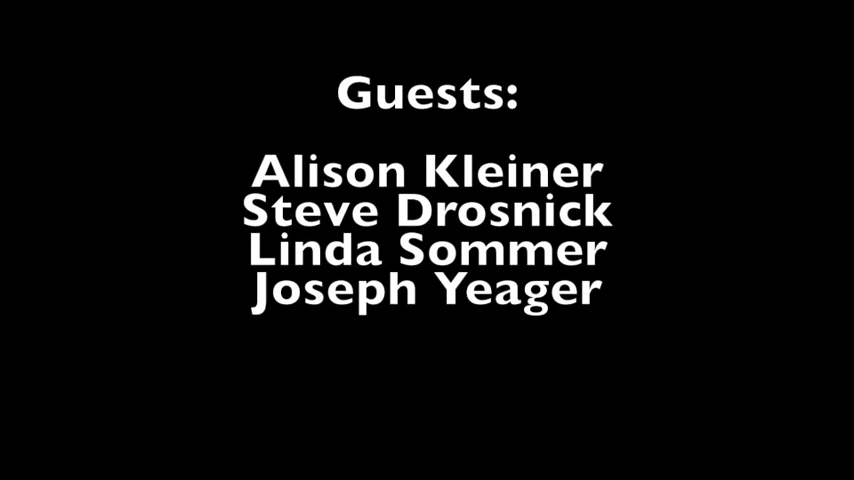 Guests:
Alison Kleiner
Steve Drosnick
Linda Sommer
Joseph Yeager